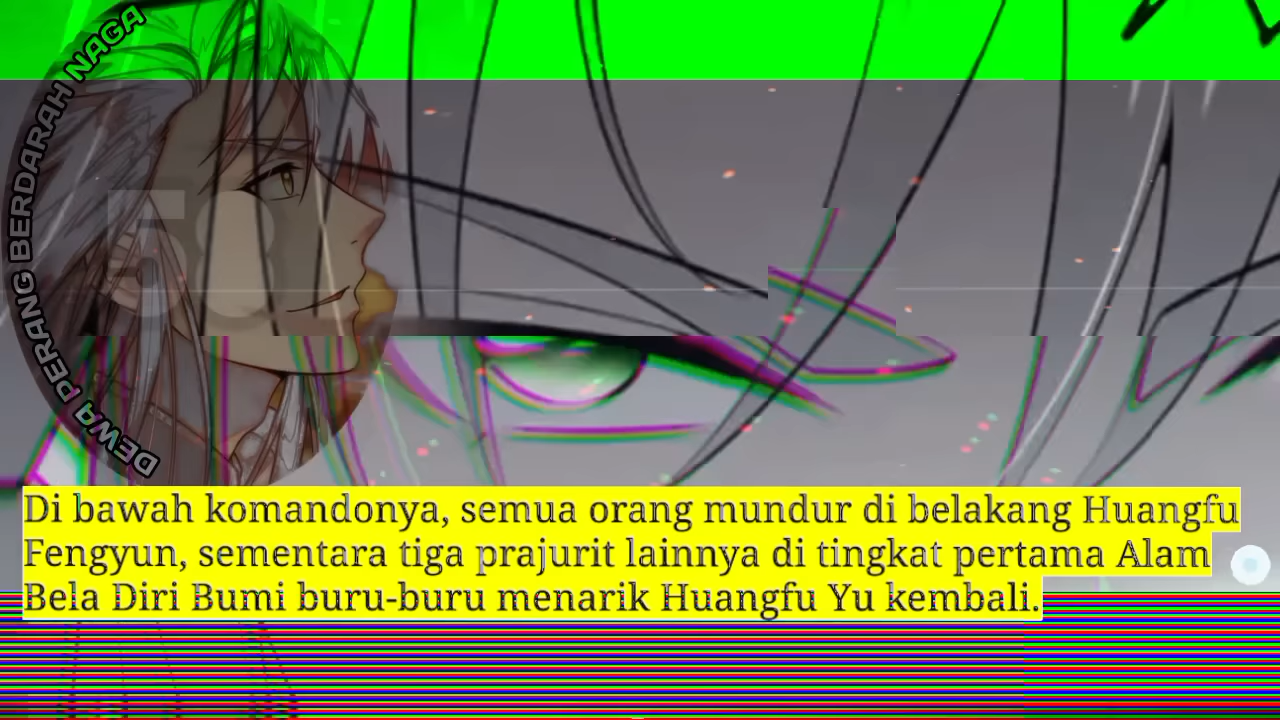 DEWA PERANG BERDARAH NAGA
58
Di bawah komandonya, semua orang mundur di belakang Huangfu
Fengyun, sementara tiga prajurit lainnya di tingkat pertama Alam
Bela Diri Bumi buru-buru menarik Huangfu Yu kembali.